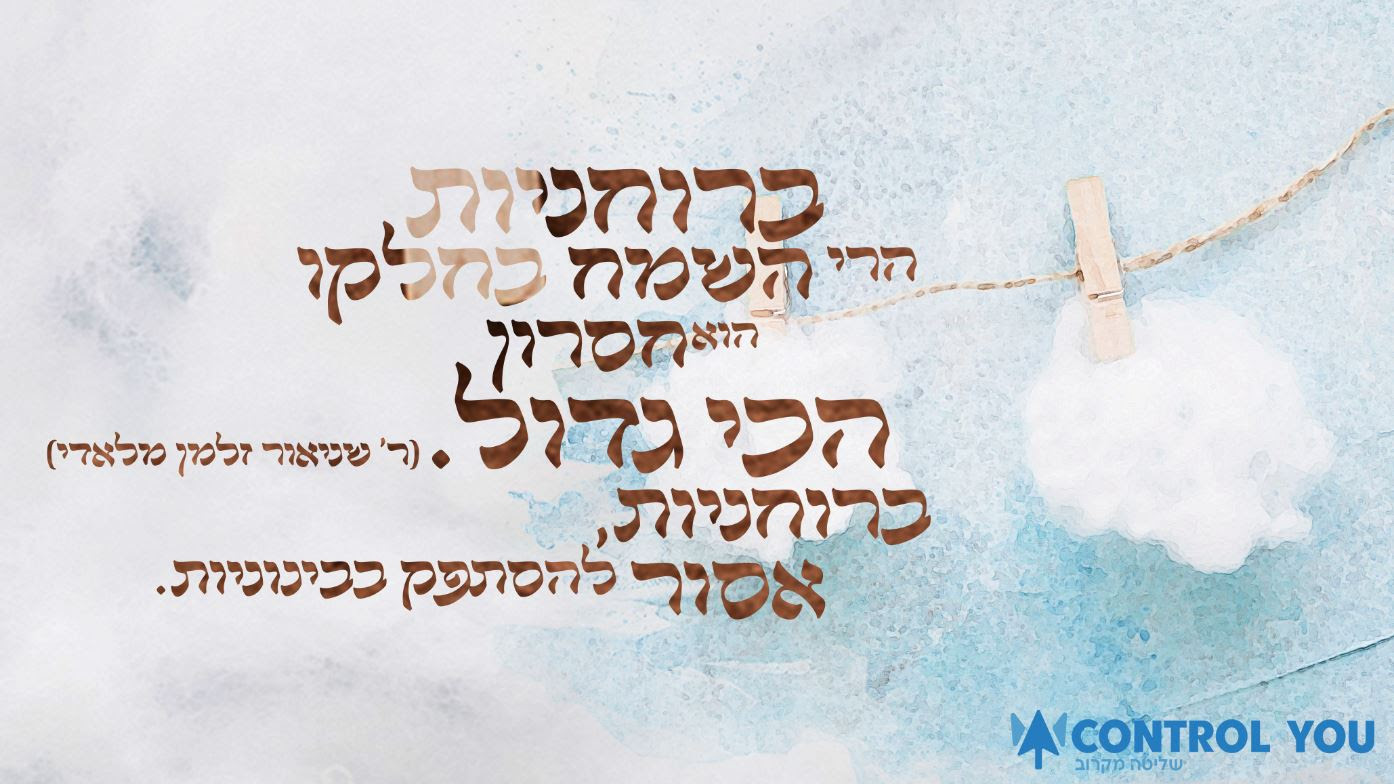 ברוחניות
הרי השמח בחלקו
הוא חסרון
הכי גדול. (ר' שניאור זלמן מלאדי)
ברוחניות,
אסור להסתפק בבינוניות.
CONTROL YOU
שליטה מקרוב